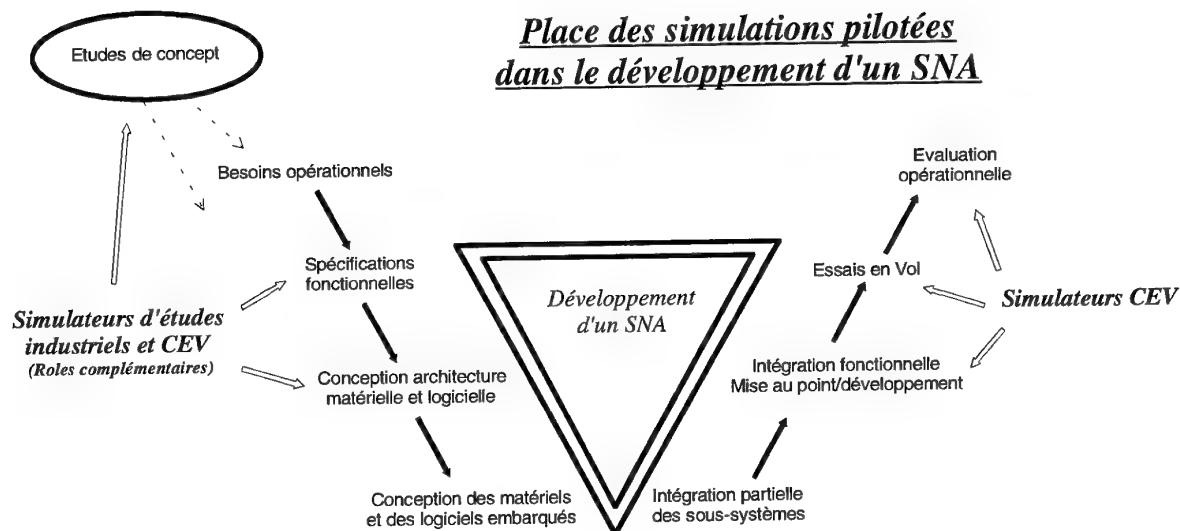 Place des simulations pilotées
dans le développement d'un SNA
Etudes de concept
Besoins opérationnels
Spécifications
fonctionnelles
Simulateurs d'études
industriels et CEV
(Roles complémentaires)
Conception architecture
matérielle et logicielle
Conception des matériels
et des logiciels embarqués
Développement
d'un SNA
Evaluation
opérationnelle
Essais en Vol
Simulateurs CEV
Intégration fonctionnelle
Mise au point/développement
Intégration partielle
des sous-systèmes